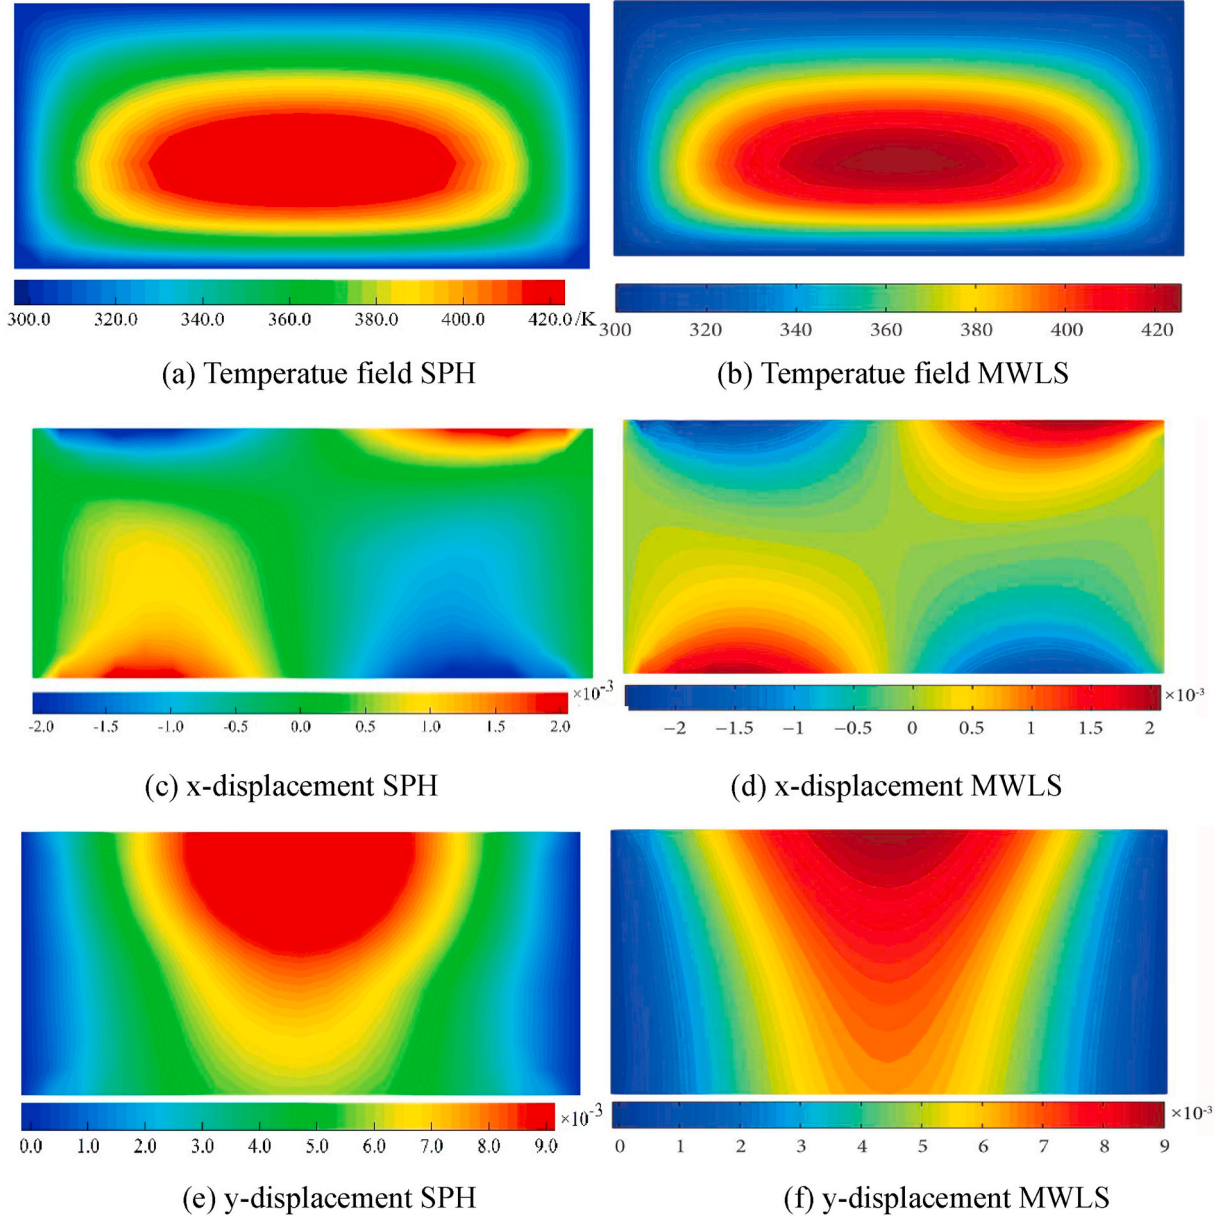 300.0 320.0 340.0 360.0 380.0 400.0 420.0 /K
300 320 340 360 380 400 420
(a) Temperatue field SPH
(b) Temperatue field MWLS
×10⁻³
-2.0 -1.5 -1.0 -0.5 0.0 0.5 1.0 1.5 2.0
×10⁻³
−2 −1.5 −1 −0.5 0 0.5 1 1.5 2
(c) x-displacement SPH
(d) x-displacement MWLS
×10⁻³
0.0 1.0 2.0 3.0 4.0 5.0 6.0 7.0 8.0 9.0
×10⁻³
0 1 2 3 4 5 6 7 8 9
(e) y-displacement SPH
(f) y-displacement MWLS